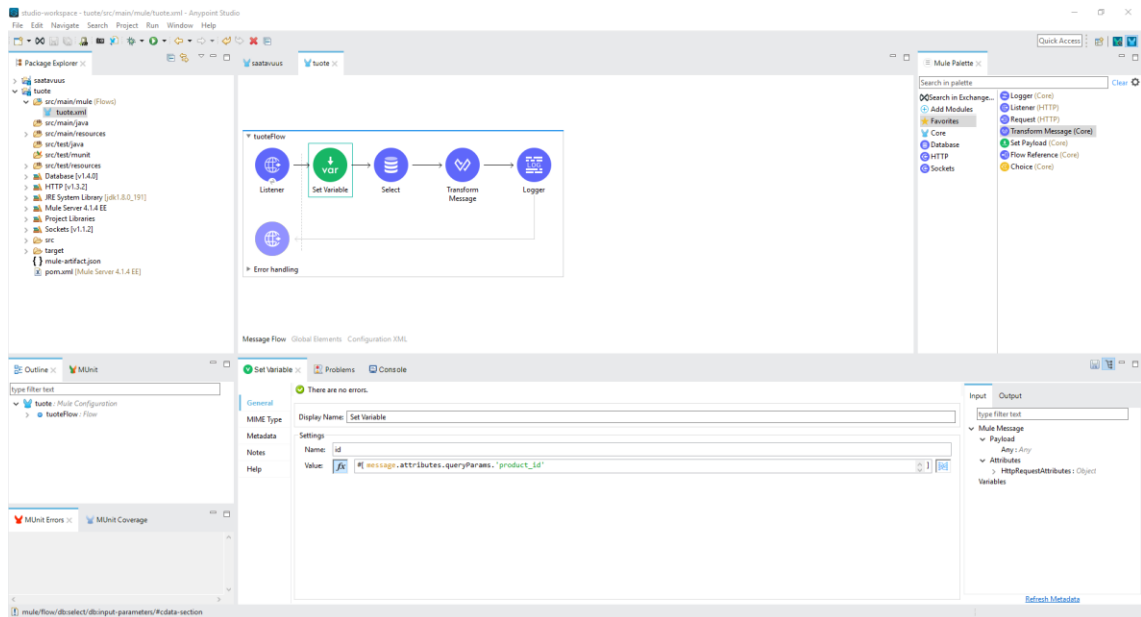 studio-workspace - tuote/src/main/mule/tuote.xml - Anypoint Studio
File Edit Navigate Search Project Run Window Help
Quick Access
Package Explorer
saatavuus
tuote
src/main/mule (Flows)
tuote.xml
src/main/java
src/main/resources
src/test/java
src/test/munit
src/test/resources
Database [v1.4.0]
HTTP [v1.3.2]
JRE System Library [jdk1.8.0_191]
Mule Server 4.1.4 EE
Project Libraries
Sockets [v1.1.2]
src
target
mule-artifact.json
pom.xml [Mule Server 4.1.4 EE]
saatavuus
tuote
tuoteFlow
var
LOG
Listener
Set Variable
Select
Transform Message
Logger
Error handling
Message Flow Global Elements Configuration XML
Mule Palette
Search in palette
Clear
Search in Exchange...
Add Modules
Favorites
Core
Database
HTTP
Sockets
Logger (Core)
Listener (HTTP)
Request (HTTP)
Transform Message (Core)
Set Payload (Core)
Flow Reference (Core)
Choice (Core)
Outline
MUnit
type filter text
tuote : Mule Configuration
tuoteFlow : Flow
MUnit Errors
MUnit Coverage
Set Variable
Problems
Console
There are no errors.
General
MIME Type
Metadata
Notes
Help
Display Name: Set Variable
Settings
Name: id
Value: fx #[ message.attributes.queryParams.'product_id' ]
Input
Output
type filter text
Mule Message
Payload
Any : Any
Attributes
HttpRequestAttributes : Object
Variables
Refresh Metadata
mule/flow/db:select/db:input-parameters/#cdata-section